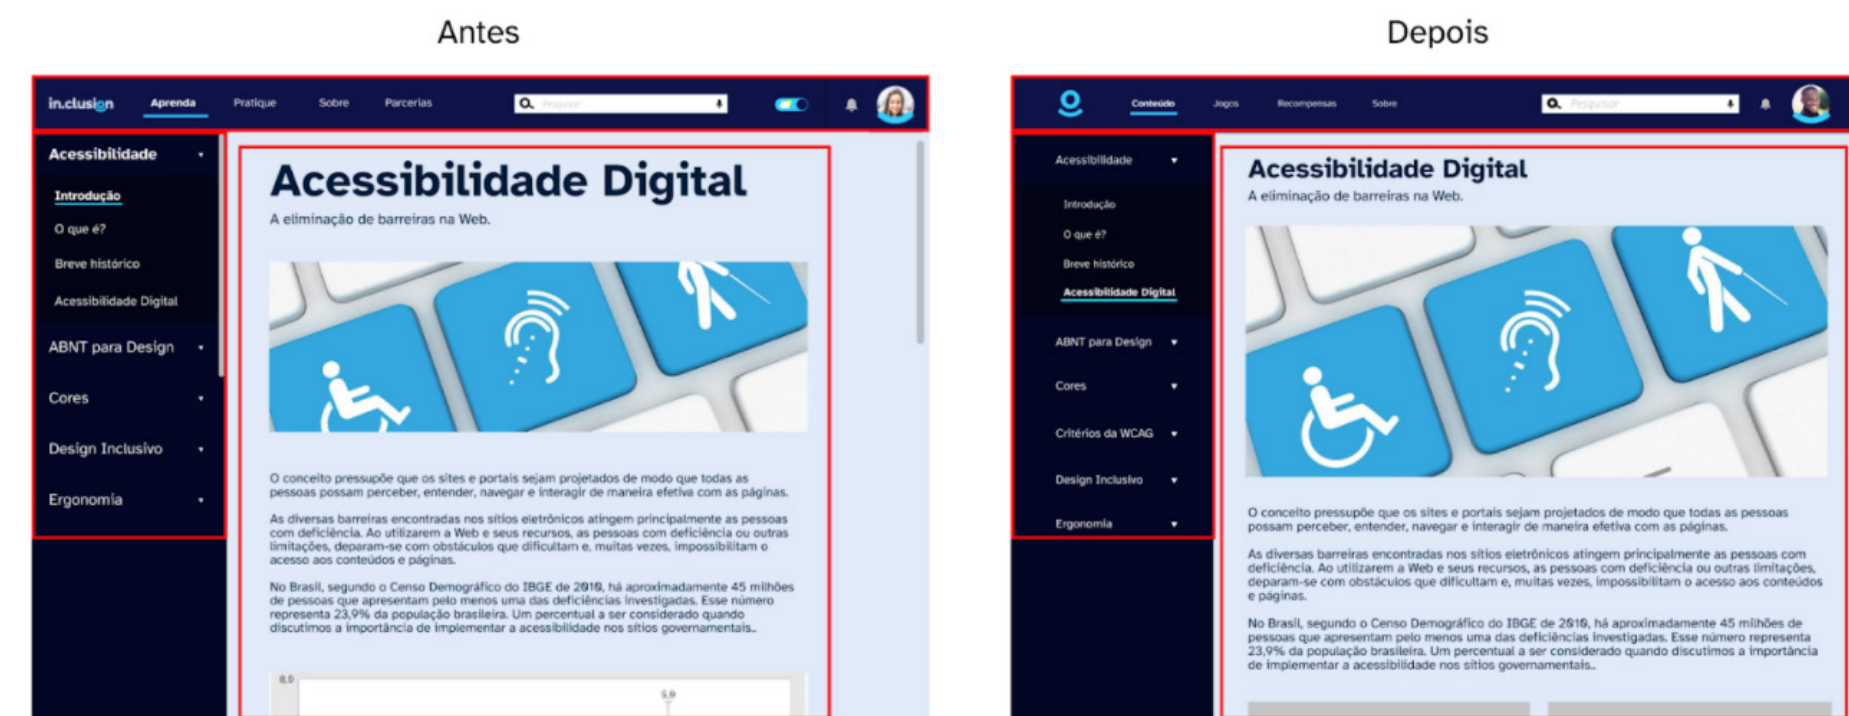 Antes
in.clusion Aprenda Pratique Sobre Parcerias Pesquisar
Acessibilidade
Introdução
O que é?
Breve histórico
Acessibilidade Digital
ABNT para Design
Cores
Design Inclusivo
Ergonomia
Acessibilidade Digital
A eliminação de barreiras na Web.
O conceito pressupõe que os sites e portais sejam projetados de modo que todas as
pessoas possam perceber, entender, navegar e interagir de maneira efetiva com as páginas.
As diversas barreiras encontradas nos sítios eletrônicos atingem principalmente as pessoas
com deficiência. Ao utilizarem a Web e seus recursos, as pessoas com deficiência ou outras
limitações, deparam-se com obstáculos que dificultam e, muitas vezes, impossibilitam o
acesso aos conteúdos e páginas.
No Brasil, segundo o Censo Demográfico do IBGE de 2010, há aproximadamente 45 milhões
de pessoas que apresentam pelo menos uma das deficiências investigadas. Esse número
representa 23,9% da população brasileira. Um percentual a ser considerado quando
discutimos a importância de implementar a acessibilidade nos sítios governamentais..
8,0
5,0
Depois
Conteúdo Jogos Recompensas Sobre Pesquisar
Acessibilidade
Introdução
O que é?
Breve histórico
Acessibilidade Digital
ABNT para Design
Cores
Critérios da WCAG
Design Inclusivo
Ergonomia
Acessibilidade Digital
A eliminação de barreiras na Web.
O conceito pressupõe que os sites e portais sejam projetados de modo que todas as pessoas
possam perceber, entender, navegar e interagir de maneira efetiva com as páginas.
As diversas barreiras encontradas nos sítios eletrônicos atingem principalmente as pessoas com
deficiência. Ao utilizarem a Web e seus recursos, as pessoas com deficiência ou outras limitações,
deparam-se com obstáculos que dificultam e, muitas vezes, impossibilitam o acesso aos conteúdos
e páginas.
No Brasil, segundo o Censo Demográfico do IBGE de 2010, há aproximadamente 45 milhões de
pessoas que apresentam pelo menos uma das deficiências investigadas. Esse número representa
23,9% da população brasileira. Um percentual a ser considerado quando discutimos a importância
de implementar a acessibilidade nos sítios governamentais..